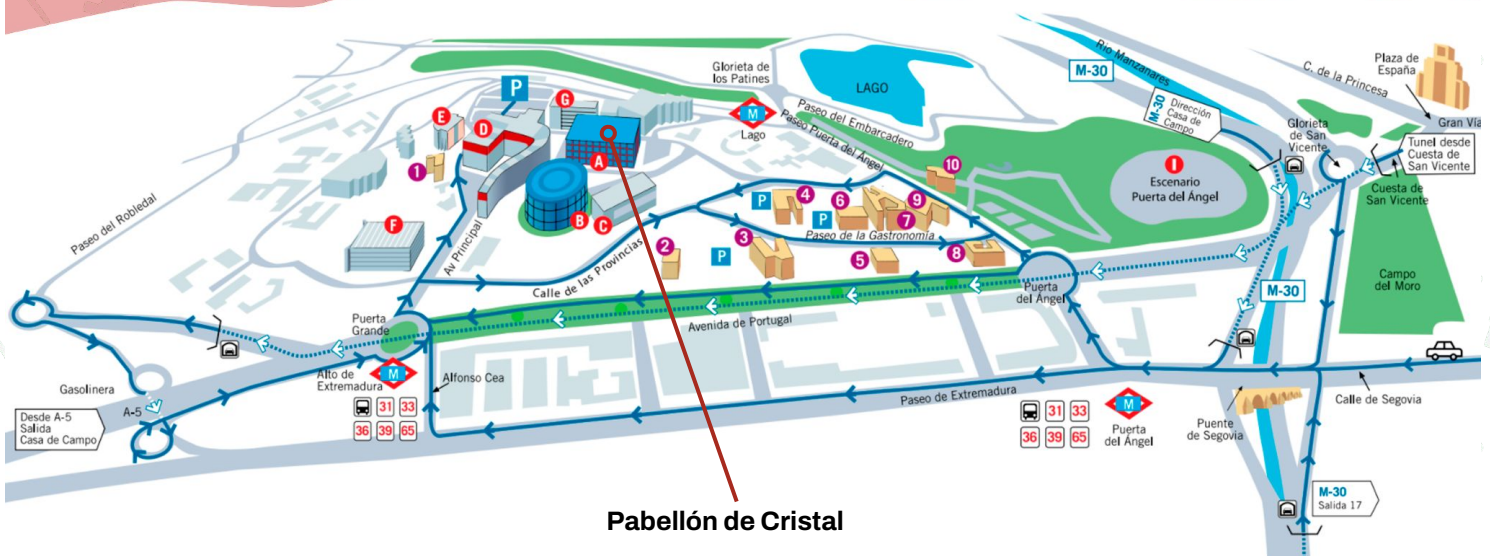 Glorieta de
los Patines
LAGO
Rio Manzanares
M-30
M-30 Dirección
Casa de
Campo
C. de la Princesa
Plaza de
España
Gran Vía
Glorieta
de San
Vicente
Tunel desde
Cuesta de
San Vicente
Cuesta de
San Vicente
P
G
E
D
A
M
Lago
Paseo del Embarcadero
Paseo Puerta del Ángel
1
10
I
Escenario
Puerta del Ángel
B
C
F
P
4
P
6
9
7
Paseo de la Gastronomía
2
P
3
5
8
Paseo del Robledal
Av Principal
Calle de las Provincias
Puerta
del Ángel
Campo
del Moro
M-30
Puerta
Grande
Avenida de Portugal
Gasolinera
Alto de
Extremadura
M
Alfonso Cea
31 33
36 39 65
A-5
Desde A-5
Salida
Casa de Campo
Paseo de Extremadura
31 33
36 39 65
M
Puerta
del Ángel
Puente
de Segovia
Calle de Segovia
M-30
Salida 17
Pabellón de Cristal